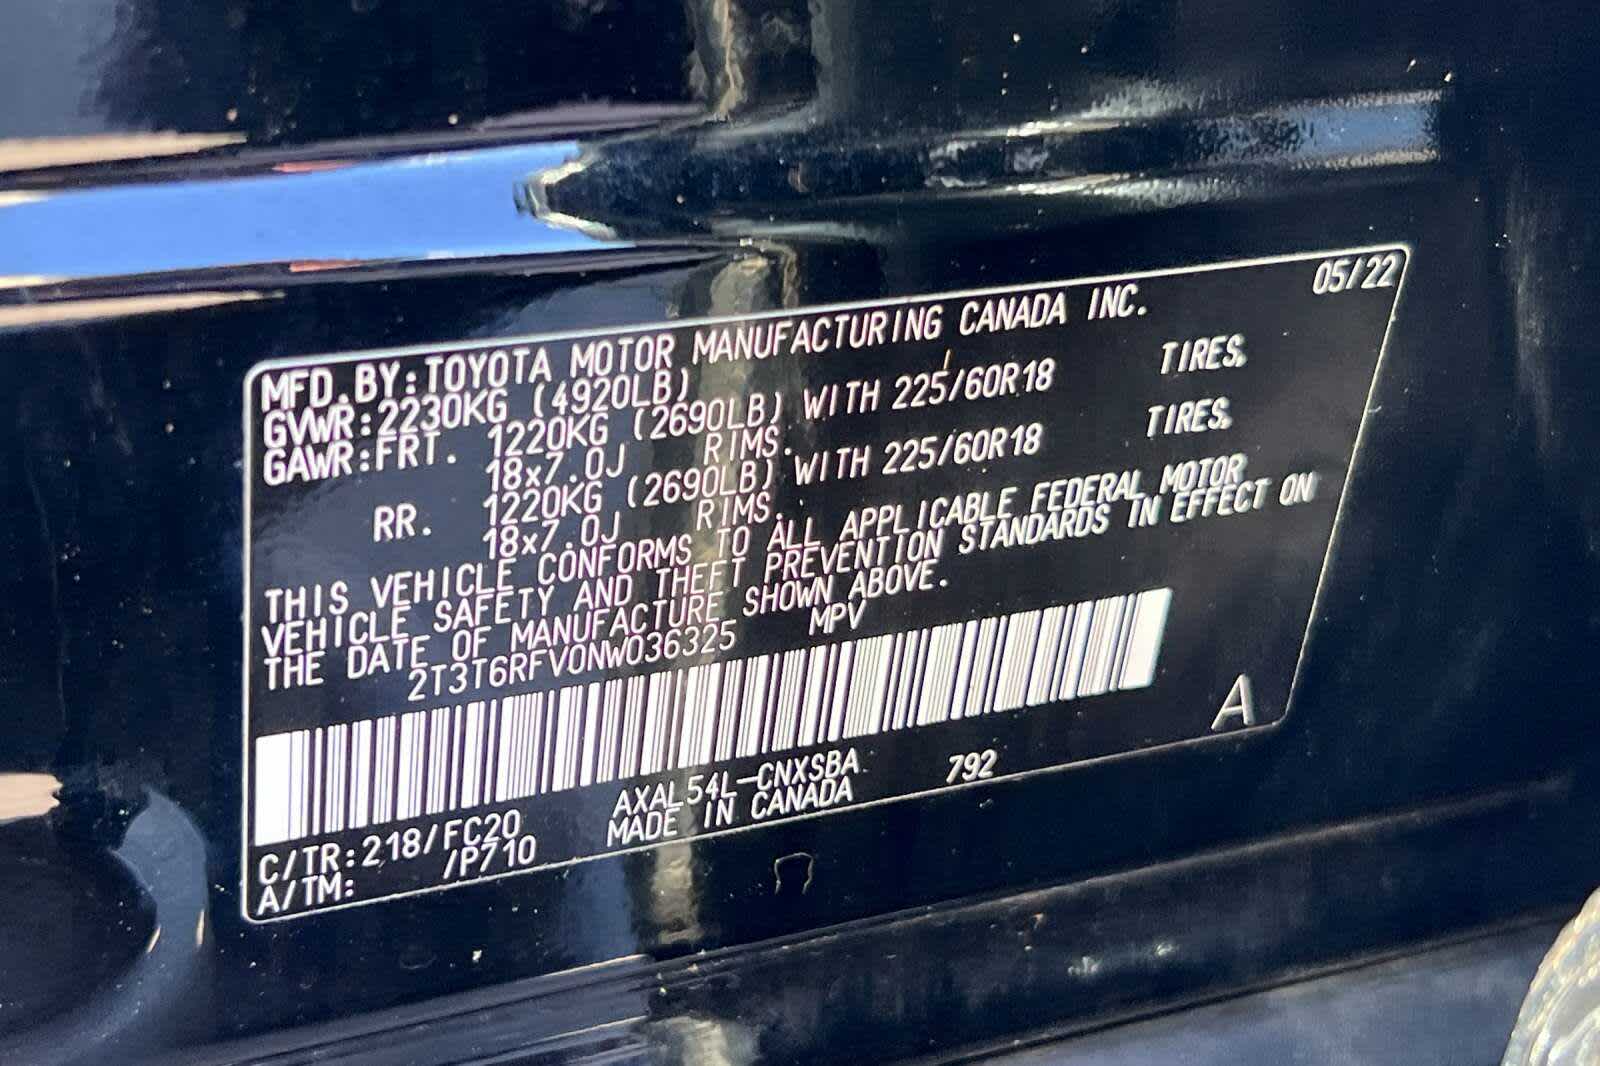 05/22
MFD.BY:TOYOTA MOTOR MANUFACTURING CANADA INC.
GVWR:2230KG (4920LB)
GAWR:FRT. 1220KG (2690LB) WITH 225/60R18 TIRES,
18x7.0J RIMS.
RR. 1220KG (2690LB) WITH 225/60R18 TIRES,
18x7.0J RIMS.
THIS VEHICLE CONFORMS TO ALL APPLICABLE FEDERAL MOTOR
VEHICLE SAFETY AND THEFT PREVENTION STANDARDS IN EFFECT ON
THE DATE OF MANUFACTURE SHOWN ABOVE.
2T3T6RFV0NW036325 MPV
A
C/TR:218/FC20 AXAL54L-CNXSBA 792
A/TM: /P710 MADE IN CANADA